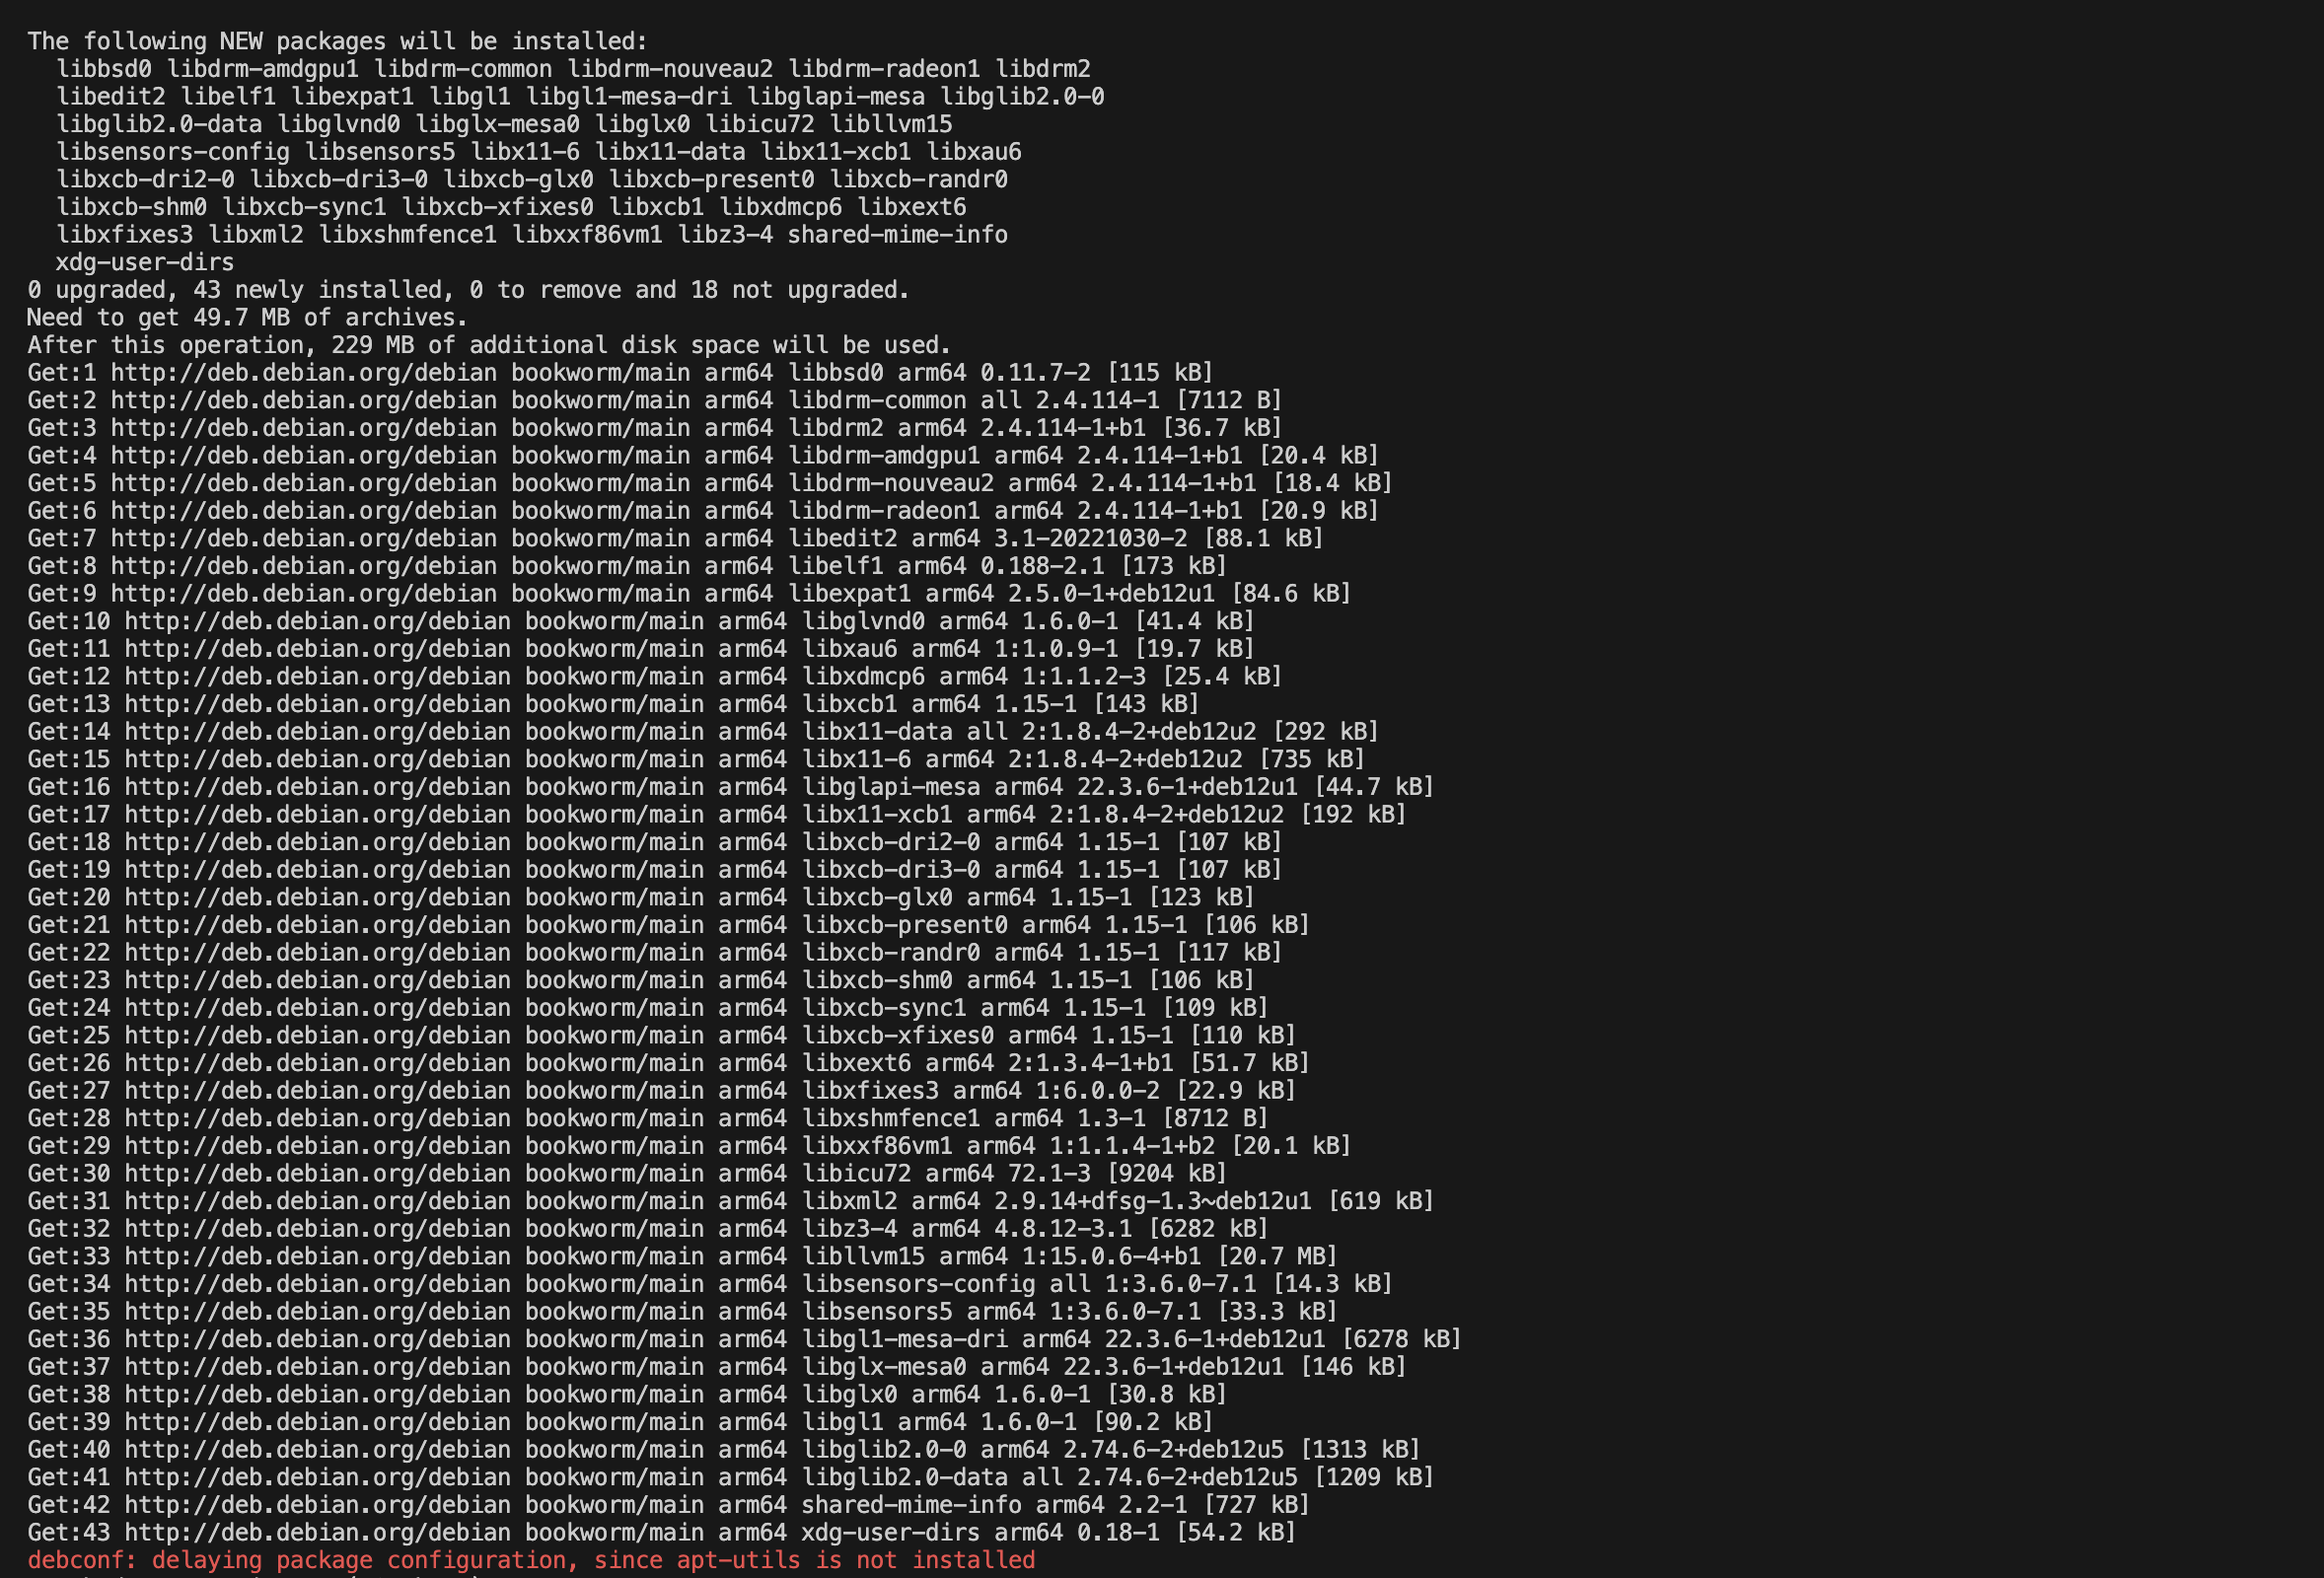 The following NEW packages will be installed:
  libbsd0 libdrm-amdgpu1 libdrm-common libdrm-nouveau2 libdrm-radeon1 libdrm2
  libedit2 libelf1 libexpat1 libgl1 libgl1-mesa-dri libglapi-mesa libglib2.0-0
  libglib2.0-data libglvnd0 libglx-mesa0 libglx0 libicu72 libllvm15
  libsensors-config libsensors5 libx11-6 libx11-data libx11-xcb1 libxau6
  libxcb-dri2-0 libxcb-dri3-0 libxcb-glx0 libxcb-present0 libxcb-randr0
  libxcb-shm0 libxcb-sync1 libxcb-xfixes0 libxcb1 libxdmcp6 libxext6
  libxfixes3 libxml2 libxshmfence1 libxxf86vm1 libz3-4 shared-mime-info
  xdg-user-dirs
0 upgraded, 43 newly installed, 0 to remove and 18 not upgraded.
Need to get 49.7 MB of archives.
After this operation, 229 MB of additional disk space will be used.
Get:1 http://deb.debian.org/debian bookworm/main arm64 libbsd0 arm64 0.11.7-2 [115 kB]
Get:2 http://deb.debian.org/debian bookworm/main arm64 libdrm-common all 2.4.114-1 [7112 B]
Get:3 http://deb.debian.org/debian bookworm/main arm64 libdrm2 arm64 2.4.114-1+b1 [36.7 kB]
Get:4 http://deb.debian.org/debian bookworm/main arm64 libdrm-amdgpu1 arm64 2.4.114-1+b1 [20.4 kB]
Get:5 http://deb.debian.org/debian bookworm/main arm64 libdrm-nouveau2 arm64 2.4.114-1+b1 [18.4 kB]
Get:6 http://deb.debian.org/debian bookworm/main arm64 libdrm-radeon1 arm64 2.4.114-1+b1 [20.9 kB]
Get:7 http://deb.debian.org/debian bookworm/main arm64 libedit2 arm64 3.1-20221030-2 [88.1 kB]
Get:8 http://deb.debian.org/debian bookworm/main arm64 libelf1 arm64 0.188-2.1 [173 kB]
Get:9 http://deb.debian.org/debian bookworm/main arm64 libexpat1 arm64 2.5.0-1+deb12u1 [84.6 kB]
Get:10 http://deb.debian.org/debian bookworm/main arm64 libglvnd0 arm64 1.6.0-1 [41.4 kB]
Get:11 http://deb.debian.org/debian bookworm/main arm64 libxau6 arm64 1:1.0.9-1 [19.7 kB]
Get:12 http://deb.debian.org/debian bookworm/main arm64 libxdmcp6 arm64 1:1.1.2-3 [25.4 kB]
Get:13 http://deb.debian.org/debian bookworm/main arm64 libxcb1 arm64 1.15-1 [143 kB]
Get:14 http://deb.debian.org/debian bookworm/main arm64 libx11-data all 2:1.8.4-2+deb12u2 [292 kB]
Get:15 http://deb.debian.org/debian bookworm/main arm64 libx11-6 arm64 2:1.8.4-2+deb12u2 [735 kB]
Get:16 http://deb.debian.org/debian bookworm/main arm64 libglapi-mesa arm64 22.3.6-1+deb12u1 [44.7 kB]
Get:17 http://deb.debian.org/debian bookworm/main arm64 libx11-xcb1 arm64 2:1.8.4-2+deb12u2 [192 kB]
Get:18 http://deb.debian.org/debian bookworm/main arm64 libxcb-dri2-0 arm64 1.15-1 [107 kB]
Get:19 http://deb.debian.org/debian bookworm/main arm64 libxcb-dri3-0 arm64 1.15-1 [107 kB]
Get:20 http://deb.debian.org/debian bookworm/main arm64 libxcb-glx0 arm64 1.15-1 [123 kB]
Get:21 http://deb.debian.org/debian bookworm/main arm64 libxcb-present0 arm64 1.15-1 [106 kB]
Get:22 http://deb.debian.org/debian bookworm/main arm64 libxcb-randr0 arm64 1.15-1 [117 kB]
Get:23 http://deb.debian.org/debian bookworm/main arm64 libxcb-shm0 arm64 1.15-1 [106 kB]
Get:24 http://deb.debian.org/debian bookworm/main arm64 libxcb-sync1 arm64 1.15-1 [109 kB]
Get:25 http://deb.debian.org/debian bookworm/main arm64 libxcb-xfixes0 arm64 1.15-1 [110 kB]
Get:26 http://deb.debian.org/debian bookworm/main arm64 libxext6 arm64 2:1.3.4-1+b1 [51.7 kB]
Get:27 http://deb.debian.org/debian bookworm/main arm64 libxfixes3 arm64 1:6.0.0-2 [22.9 kB]
Get:28 http://deb.debian.org/debian bookworm/main arm64 libxshmfence1 arm64 1.3-1 [8712 B]
Get:29 http://deb.debian.org/debian bookworm/main arm64 libxxf86vm1 arm64 1:1.1.4-1+b2 [20.1 kB]
Get:30 http://deb.debian.org/debian bookworm/main arm64 libicu72 arm64 72.1-3 [9204 kB]
Get:31 http://deb.debian.org/debian bookworm/main arm64 libxml2 arm64 2.9.14+dfsg-1.3~deb12u1 [619 kB]
Get:32 http://deb.debian.org/debian bookworm/main arm64 libz3-4 arm64 4.8.12-3.1 [6282 kB]
Get:33 http://deb.debian.org/debian bookworm/main arm64 libllvm15 arm64 1:15.0.6-4+b1 [20.7 MB]
Get:34 http://deb.debian.org/debian bookworm/main arm64 libsensors-config all 1:3.6.0-7.1 [14.3 kB]
Get:35 http://deb.debian.org/debian bookworm/main arm64 libsensors5 arm64 1:3.6.0-7.1 [33.3 kB]
Get:36 http://deb.debian.org/debian bookworm/main arm64 libgl1-mesa-dri arm64 22.3.6-1+deb12u1 [6278 kB]
Get:37 http://deb.debian.org/debian bookworm/main arm64 libglx-mesa0 arm64 22.3.6-1+deb12u1 [146 kB]
Get:38 http://deb.debian.org/debian bookworm/main arm64 libglx0 arm64 1.6.0-1 [30.8 kB]
Get:39 http://deb.debian.org/debian bookworm/main arm64 libgl1 arm64 1.6.0-1 [90.2 kB]
Get:40 http://deb.debian.org/debian bookworm/main arm64 libglib2.0-0 arm64 2.74.6-2+deb12u5 [1313 kB]
Get:41 http://deb.debian.org/debian bookworm/main arm64 libglib2.0-data all 2.74.6-2+deb12u5 [1209 kB]
Get:42 http://deb.debian.org/debian bookworm/main arm64 shared-mime-info arm64 2.2-1 [727 kB]
Get:43 http://deb.debian.org/debian bookworm/main arm64 xdg-user-dirs arm64 0.18-1 [54.2 kB]
debconf: delaying package configuration, since apt-utils is not installed